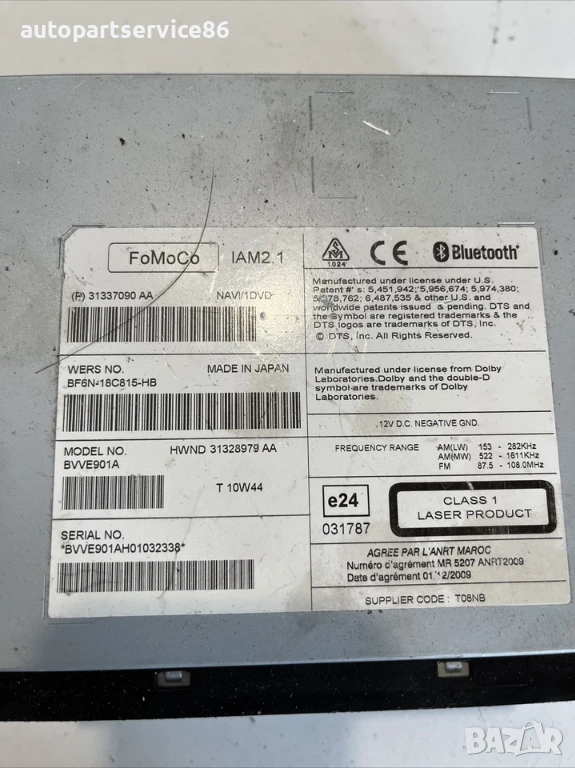 autopartservice86
FoMoCo
IAM2.1
(P) 31337090 AA
NAVI/1DVD
WERS NO.
MADE IN JAPAN
BF6N-18C815-HB
MODEL NO.
HWND 31328979 AA
BVVE901A
T 10W44
SERIAL NO.
*BVVE901AH01032338*
1024
CE
Bluetooth®
Manufactured under license under U.S.
Patent #'s : 5,451,942; 5,956,674; 5,974,380;
5,978,762; 6,487,535 & other U.S. and
worldwide patents issued & pending. DTS and
the Symbol are registered trademarks & the
DTS logos are trademarks of DTS, Inc.
© DTS, Inc. All Rights Reserved.
Manufactured under license from Dolby
Laboratories.Dolby and the double-D
symbol are trademarks of Dolby
Laboratories.
12V D.C. NEGATIVE GND.
FREQUENCY RANGE
AM(LW) 153 - 282KHz
AM(MW) 522 - 1611KHz
FM 87.5 - 108.0MHz
e24
031787
CLASS 1
LASER PRODUCT
AGREE PAR L'ANRT MAROC
Numéro d'agrément MR 5207 ANRT2009
Date d'agrément 01/12/2009
SUPPLIER CODE : T08NB
BAZAR